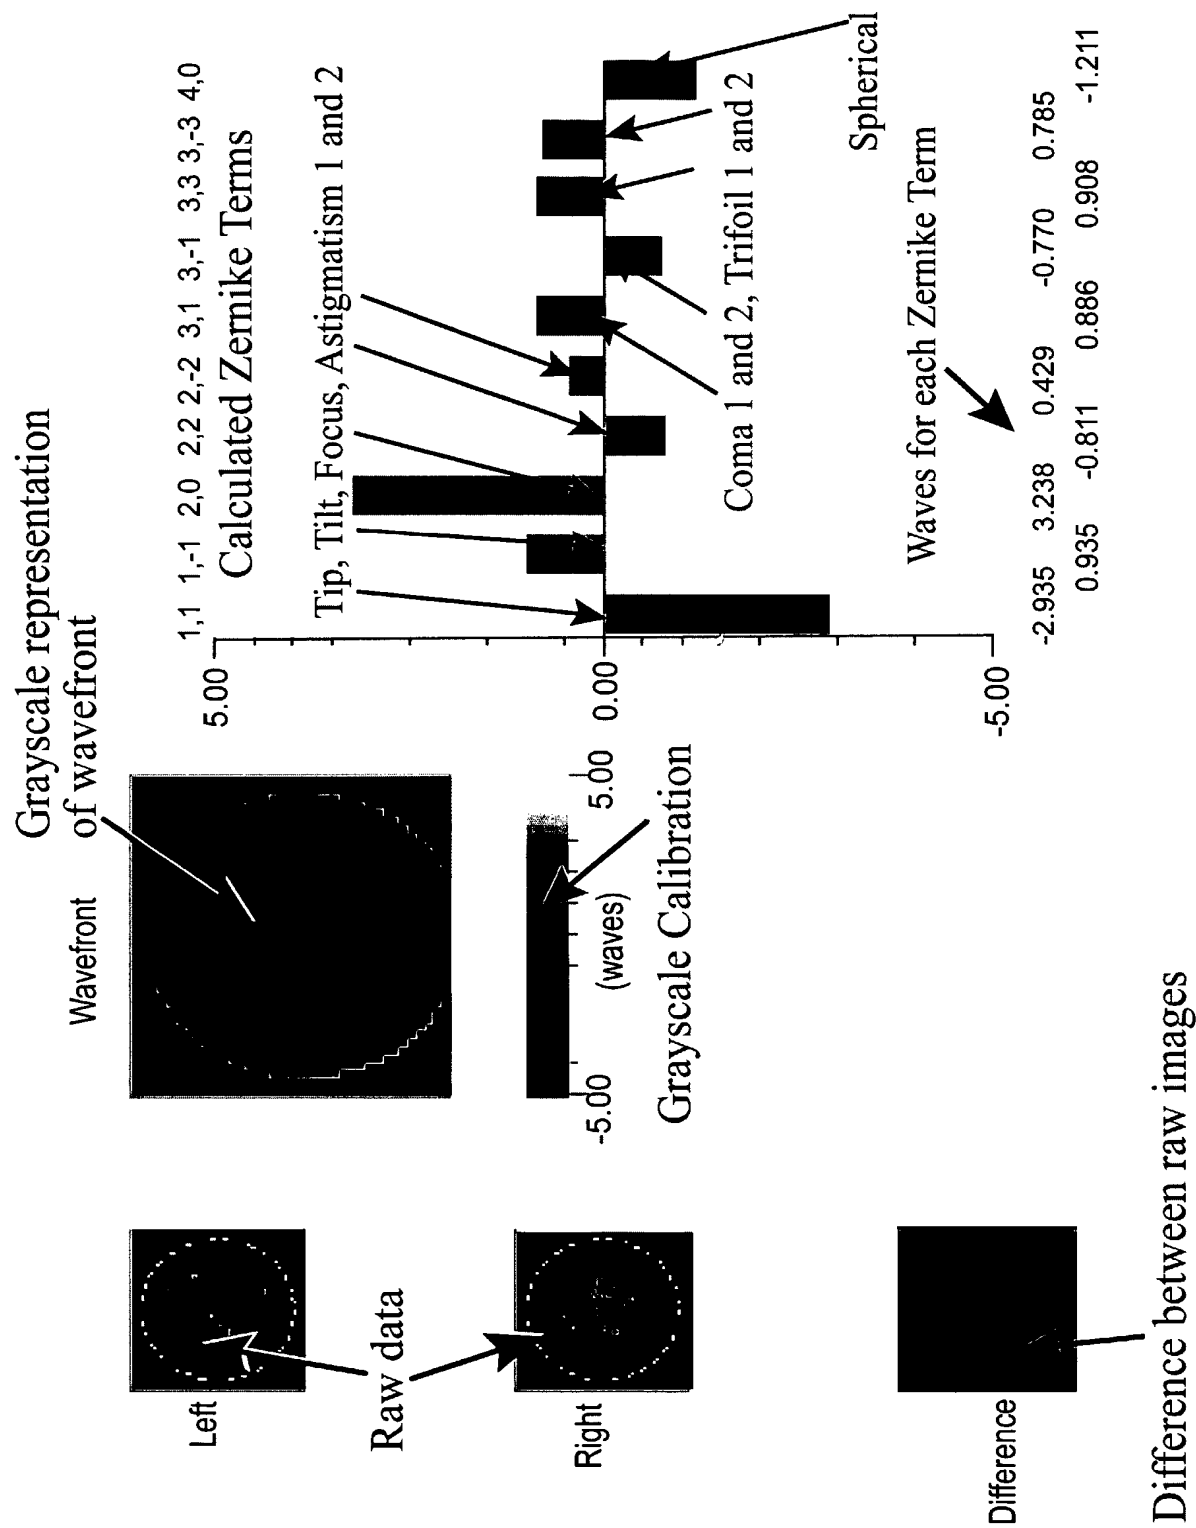 Left
Right
Difference
Raw data
Difference between raw images
Grayscale representation
of wavefront
Wavefront
-5.00
5.00
(waves)
Grayscale Calibration
1,1
1,-1
2,0
2,2
2,-2
3,1
3,-1
3,3
3,-3
4,0
Calculated Zernike Terms
Tip, Tilt, Focus, Astigmatism 1 and 2
5.00
0.00
-5.00
Coma 1 and 2, Trifoil 1 and 2
Spherical
Waves for each Zernike Term
-2.935
0.935
3.238
-0.811
0.429
0.886
-0.770
0.908
0.785
-1.211